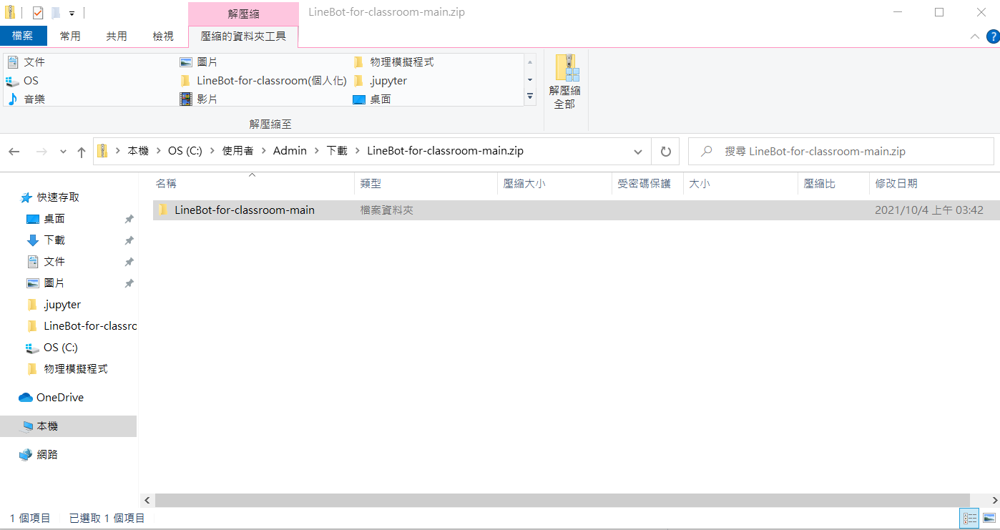 解壓縮 LineBot-for-classroom-main.zip
檔案 常用 共用 檢視 壓縮的資料夾工具
文件 圖片 物理模擬程式
OS LineBot-for-classroom(個人化) .jupyter
音樂 影片 桌面
解壓縮
全部
解壓縮至
本機 OS (C:) 使用者 Admin 下載 LineBot-for-classroom-main.zip 搜尋 LineBot-for-classroom-main.zip
名稱 類型 壓縮大小 受密碼保護 大小 壓縮比 修改日期
LineBot-for-classroom-main 檔案資料夾 2021/10/4 上午 03:42
快速存取
桌面
下載
文件
圖片
.jupyter
LineBot-for-classro
OS (C:)
物理模擬程式
OneDrive
本機
網路
1 個項目 已選取 1 個項目